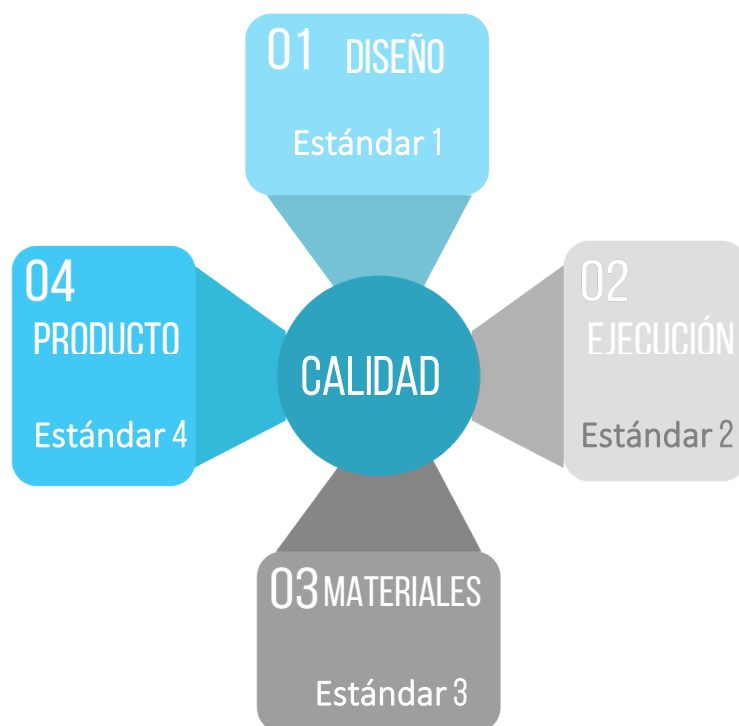 01 DISEÑO
Estándar 1
04
PRODUCTO
Estándar 4
CALIDAD
02
EJECUCIÓN
Estándar 2
03 MATERIALES
Estándar 3